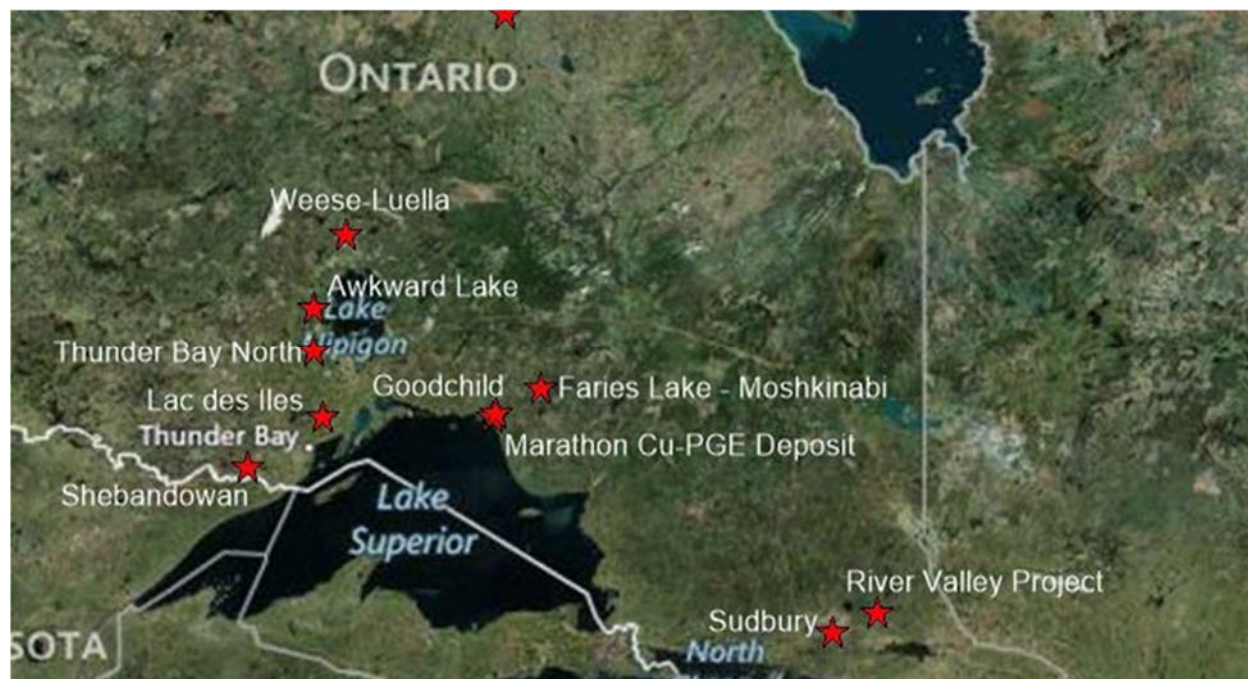 ONTARIO
Weese-Luella
Awkward Lake
Lake
Nipigon
Thunder Bay North
Goodchild
Faries Lake - Moshkinabi
Lac des Iles
Thunder Bay
Marathon Cu-PGE Deposit
Shebandowan
Lake
Superior
River Valley Project
Sudbury
SOTA
North